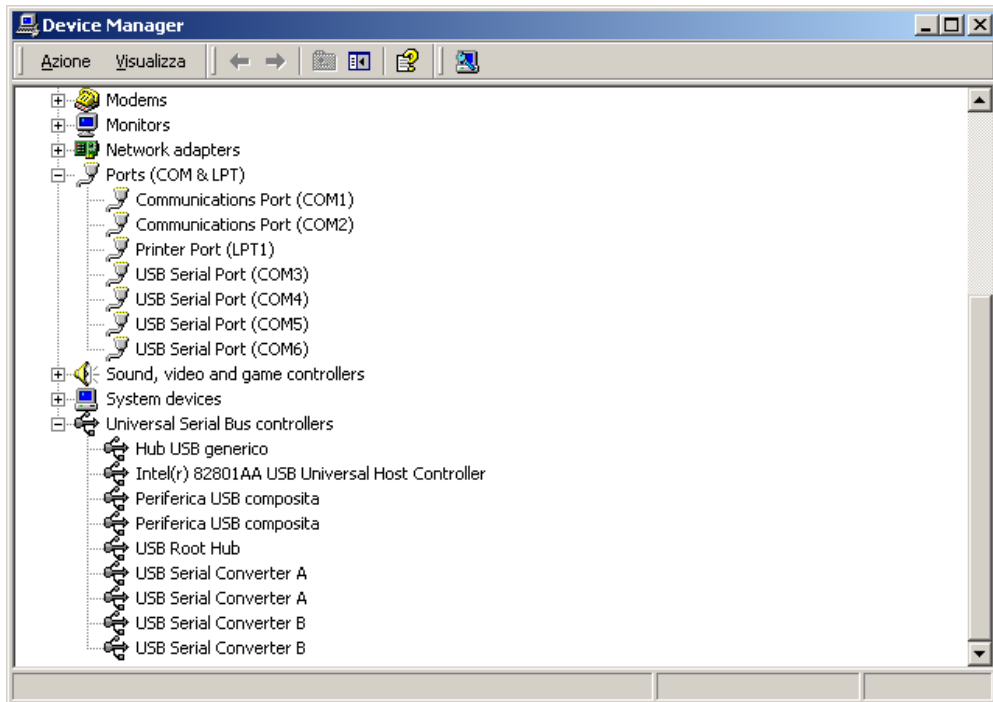 Device Manager
Azione Visualizza
Modems
Monitors
Network adapters
Ports (COM & LPT)
Communications Port (COM1)
Communications Port (COM2)
Printer Port (LPT1)
USB Serial Port (COM3)
USB Serial Port (COM4)
USB Serial Port (COM5)
USB Serial Port (COM6)
Sound, video and game controllers
System devices
Universal Serial Bus controllers
Hub USB generico
Intel(r) 82801AA USB Universal Host Controller
Periferica USB composita
Periferica USB composita
USB Root Hub
USB Serial Converter A
USB Serial Converter A
USB Serial Converter B
USB Serial Converter B